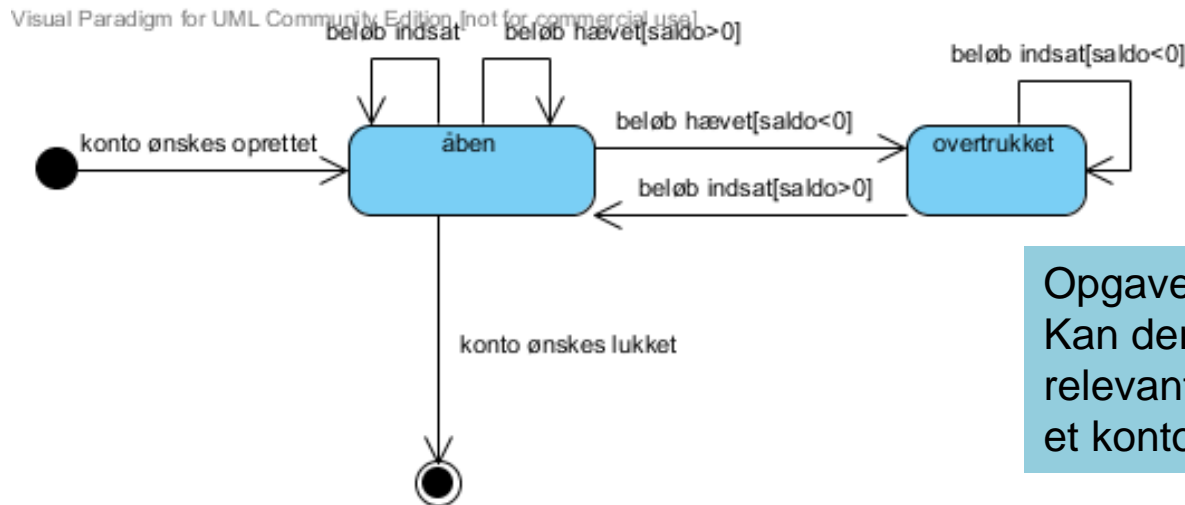 Visual Paradigm for UML Community Edition [not for commercial use]
beløb indsat
beløb hævet[saldo>0]
beløb indsat[saldo<0]
konto ønskes oprettet
åben
beløb hævet[saldo<0]
overtrukket
beløb indsat[saldo>0]
konto ønskes lukket
Opgave
Kan der
relevant
et konto